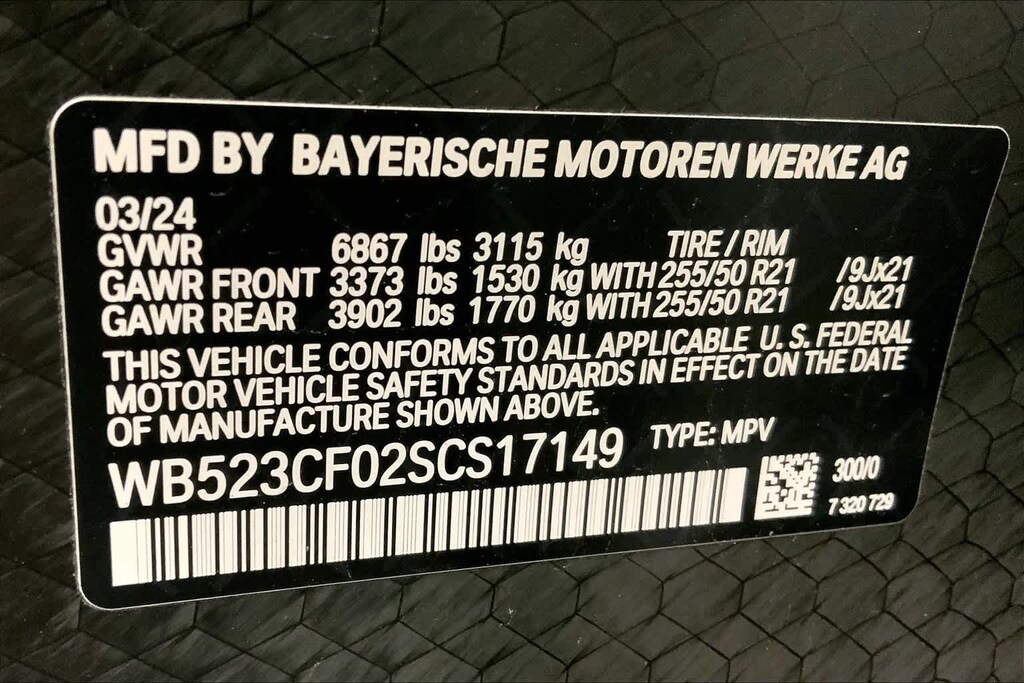 MFD BY BAYERISCHE MOTOREN WERKE AG
03/24
GVWR 6867 lbs 3115 kg TIRE / RIM
GAWR FRONT 3373 lbs 1530 kg WITH 255/50 R21 /9Jx21
GAWR REAR 3902 lbs 1770 kg WITH 255/50 R21 /9Jx21
THIS VEHICLE CONFORMS TO ALL APPLICABLE U. S. FEDERAL
MOTOR VEHICLE SAFETY STANDARDS IN EFFECT ON THE DATE
OF MANUFACTURE SHOWN ABOVE.
WB523CF02SCS17149 TYPE: MPV
300/0
7 320 729